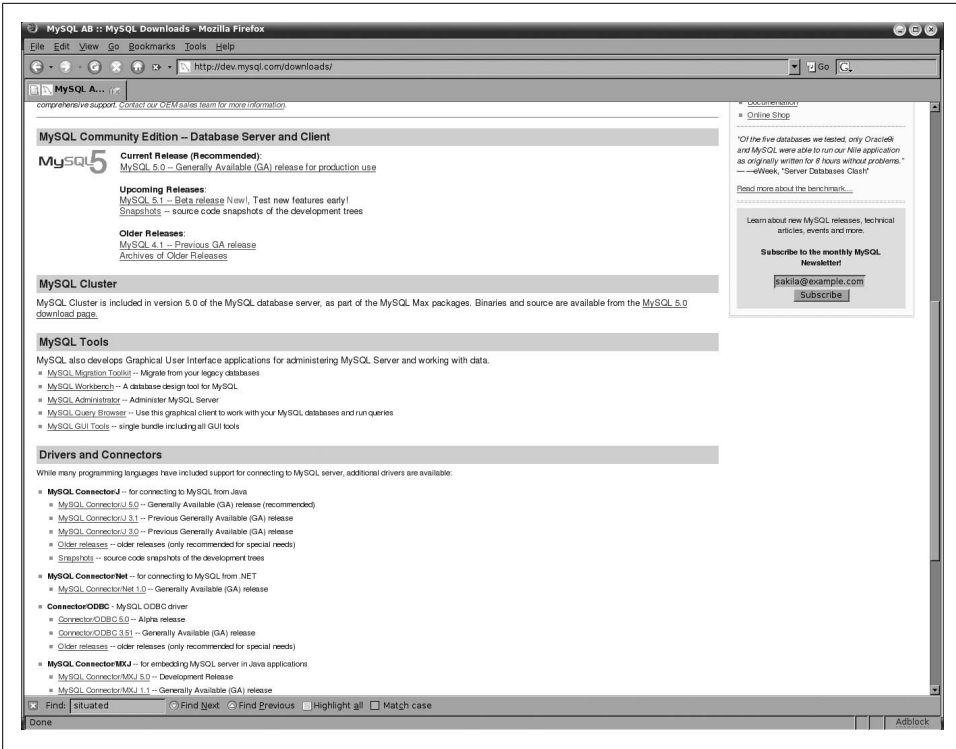 MySQL AB :: MySQL Downloads - Mozilla Firefox
File Edit View Go Bookmarks Tools Help
http://dev.mysql.com/downloads/ Go G
MySQL A...
comprehensive support. Contact our OEM sales team for more information.
MySQL Community Edition -- Database Server and Client
MySQL 5
Current Release (Recommended):
MySQL 5.0 -- Generally Available (GA) release for production use
Upcoming Releases:
MySQL 5.1 -- Beta release New!, Test new features early!
Snapshots -- source code snapshots of the development trees
Older Releases:
MySQL 4.1 -- Previous GA release
Archives of Older Releases
MySQL Cluster
MySQL Cluster is included in version 5.0 of the MySQL database server, as part of the MySQL Max packages. Binaries and source are available from the MySQL 5.0
download page.
MySQL Tools
MySQL also develops Graphical User Interface applications for administering MySQL Server and working with data.
MySQL Migration Toolkit -- Migrate from your legacy databases
MySQL Workbench -- A database design tool for MySQL
MySQL Administrator -- Administer MySQL Server
MySQL Query Browser -- Use this graphical client to work with your MySQL databases and run queries
MySQL GUI Tools -- single bundle including all GUI tools
Drivers and Connectors
While many programming languages have included support for connecting to MySQL server, additional drivers are available:
MySQL Connector/J -- for connecting to MySQL from Java
MySQL Connector/J 5.0 -- Generally Available (GA) release (recommended)
MySQL Connector/J 3.1 -- Previous Generally Available (GA) release
MySQL Connector/J 3.0 -- Previous Generally Available (GA) release
Older releases -- older releases (only recommended for special needs)
Snapshots -- source code snapshots of the development trees
MySQL Connector/Net -- for connecting to MySQL from .NET
MySQL Connector/Net 1.0 -- Generally Available (GA) release
Connector/ODBC - MySQL ODBC driver
Connector/ODBC 5.0 -- Alpha release
Connector/ODBC 3.51 -- Generally Available (GA) release
Older releases -- older releases (only recommended for special needs)
MySQL Connector/MXJ -- for embedding MySQL server in Java applications
MySQL Connector/MXJ 5.0 -- Development Release
MySQL Connector/MXJ 1.1 -- Generally Available (GA) release
Documentation
Online Shop
"Of the five databases we tested, only Oracle9i
and MySQL were able to run our Nile application
as originally written for 8 hours without problems."
— —eWeek, "Server Databases Clash"
Read more about the benchmark....
Learn about new MySQL releases, technical
articles, events and more.
Subscribe to the monthly MySQL
Newsletter!
sakila@example.com
Subscribe
Find: situated Find Next Find Previous Highlight all Match case
Done Adblock